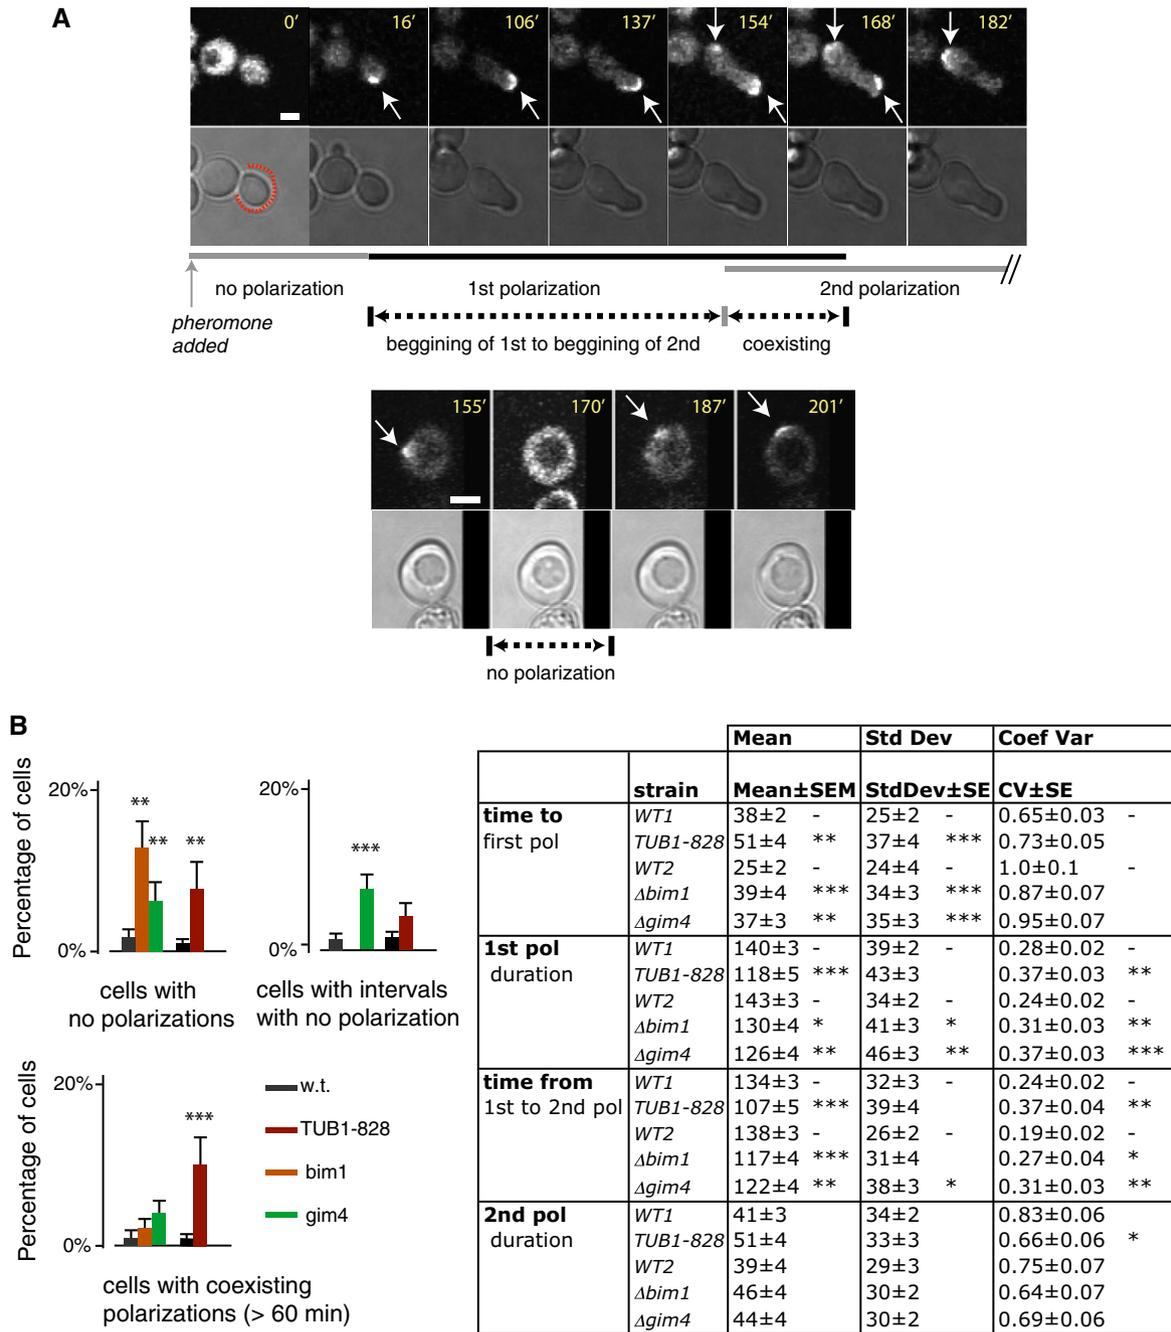 A
0′ 16′ 106′ 137′ 154′ 168′ 182′
no polarization 1st polarization 2nd polarization
pheromone
added
beggining of 1st to beggining of 2nd coexisting
155′ 170′ 187′ 201′
no polarization
B
Percentage of cells
20%
** ** **
0%
cells with
no polarizations
20%
***
0%
cells with intervals
with no polarization
Percentage of cells
20%
***
0%
cells with coexisting
polarizations (> 60 min)
w.t.
TUB1-828
bim1
gim4
Mean Std Dev Coef Var
strain Mean±SEM StdDev±SE CV±SE
time to WT1 38±2 - 25±2 - 0.65±0.03 -
first pol TUB1-828 51±4 ** 37±4 *** 0.73±0.05
WT2 25±2 - 24±4 - 1.0±0.1 -
Δbim1 39±4 *** 34±3 *** 0.87±0.07
Δgim4 37±3 ** 35±3 *** 0.95±0.07
1st pol WT1 140±3 - 39±2 - 0.28±0.02 -
duration TUB1-828 118±5 *** 43±3 0.37±0.03 **
WT2 143±3 - 34±2 - 0.24±0.02 -
Δbim1 130±4 * 41±3 * 0.31±0.03 **
Δgim4 126±4 ** 46±3 ** 0.37±0.03 ***
time from WT1 134±3 - 32±3 - 0.24±0.02 -
1st to 2nd pol TUB1-828 107±5 *** 39±4 0.37±0.04 **
WT2 138±3 - 26±2 - 0.19±0.02 -
Δbim1 117±4 *** 31±4 0.27±0.04 *
Δgim4 122±4 ** 38±3 * 0.31±0.03 **
2nd pol WT1 41±3 34±2 0.83±0.06
duration TUB1-828 51±4 33±3 0.66±0.06 *
WT2 39±4 29±3 0.75±0.07
Δbim1 46±4 30±2 0.64±0.07
Δgim4 44±4 30±2 0.69±0.06